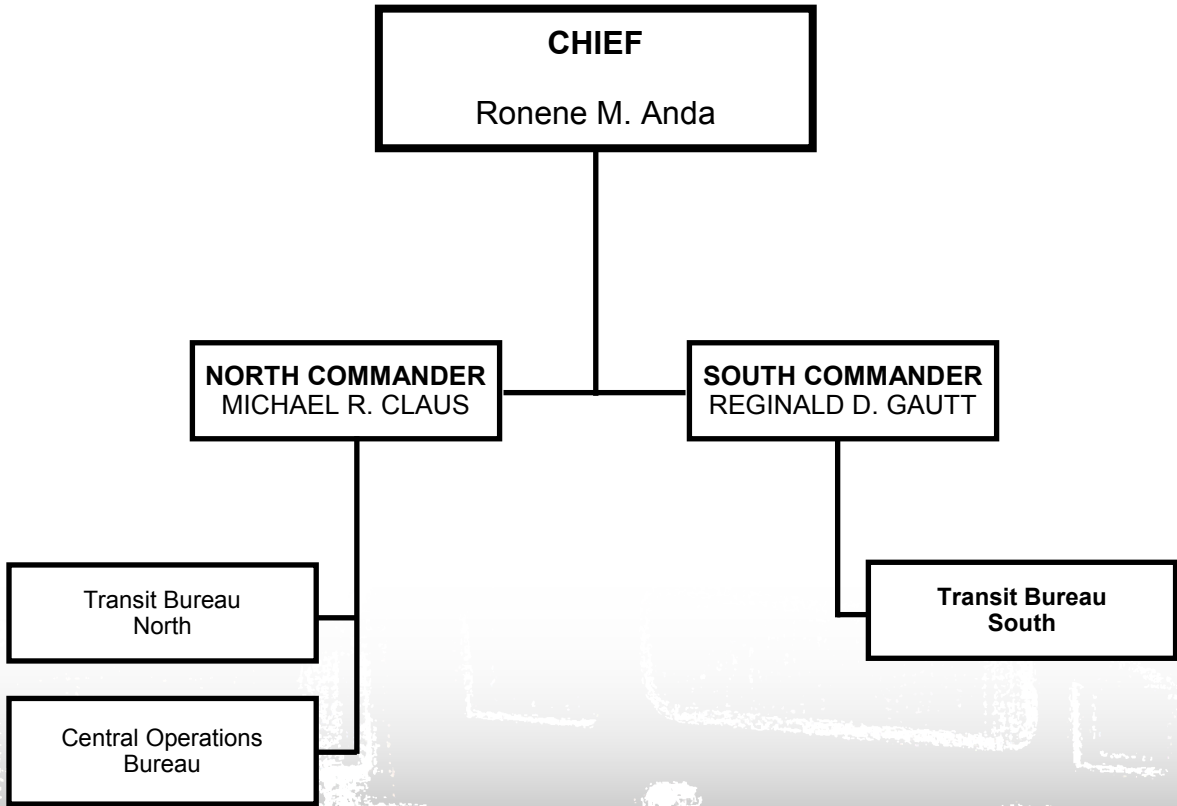 CHIEF
Ronene M. Anda
NORTH COMMANDER
MICHAEL R. CLAUS
SOUTH COMMANDER
REGINALD D. GAUTT
Transit Bureau
North
Transit Bureau
South
Central Operations
Bureau